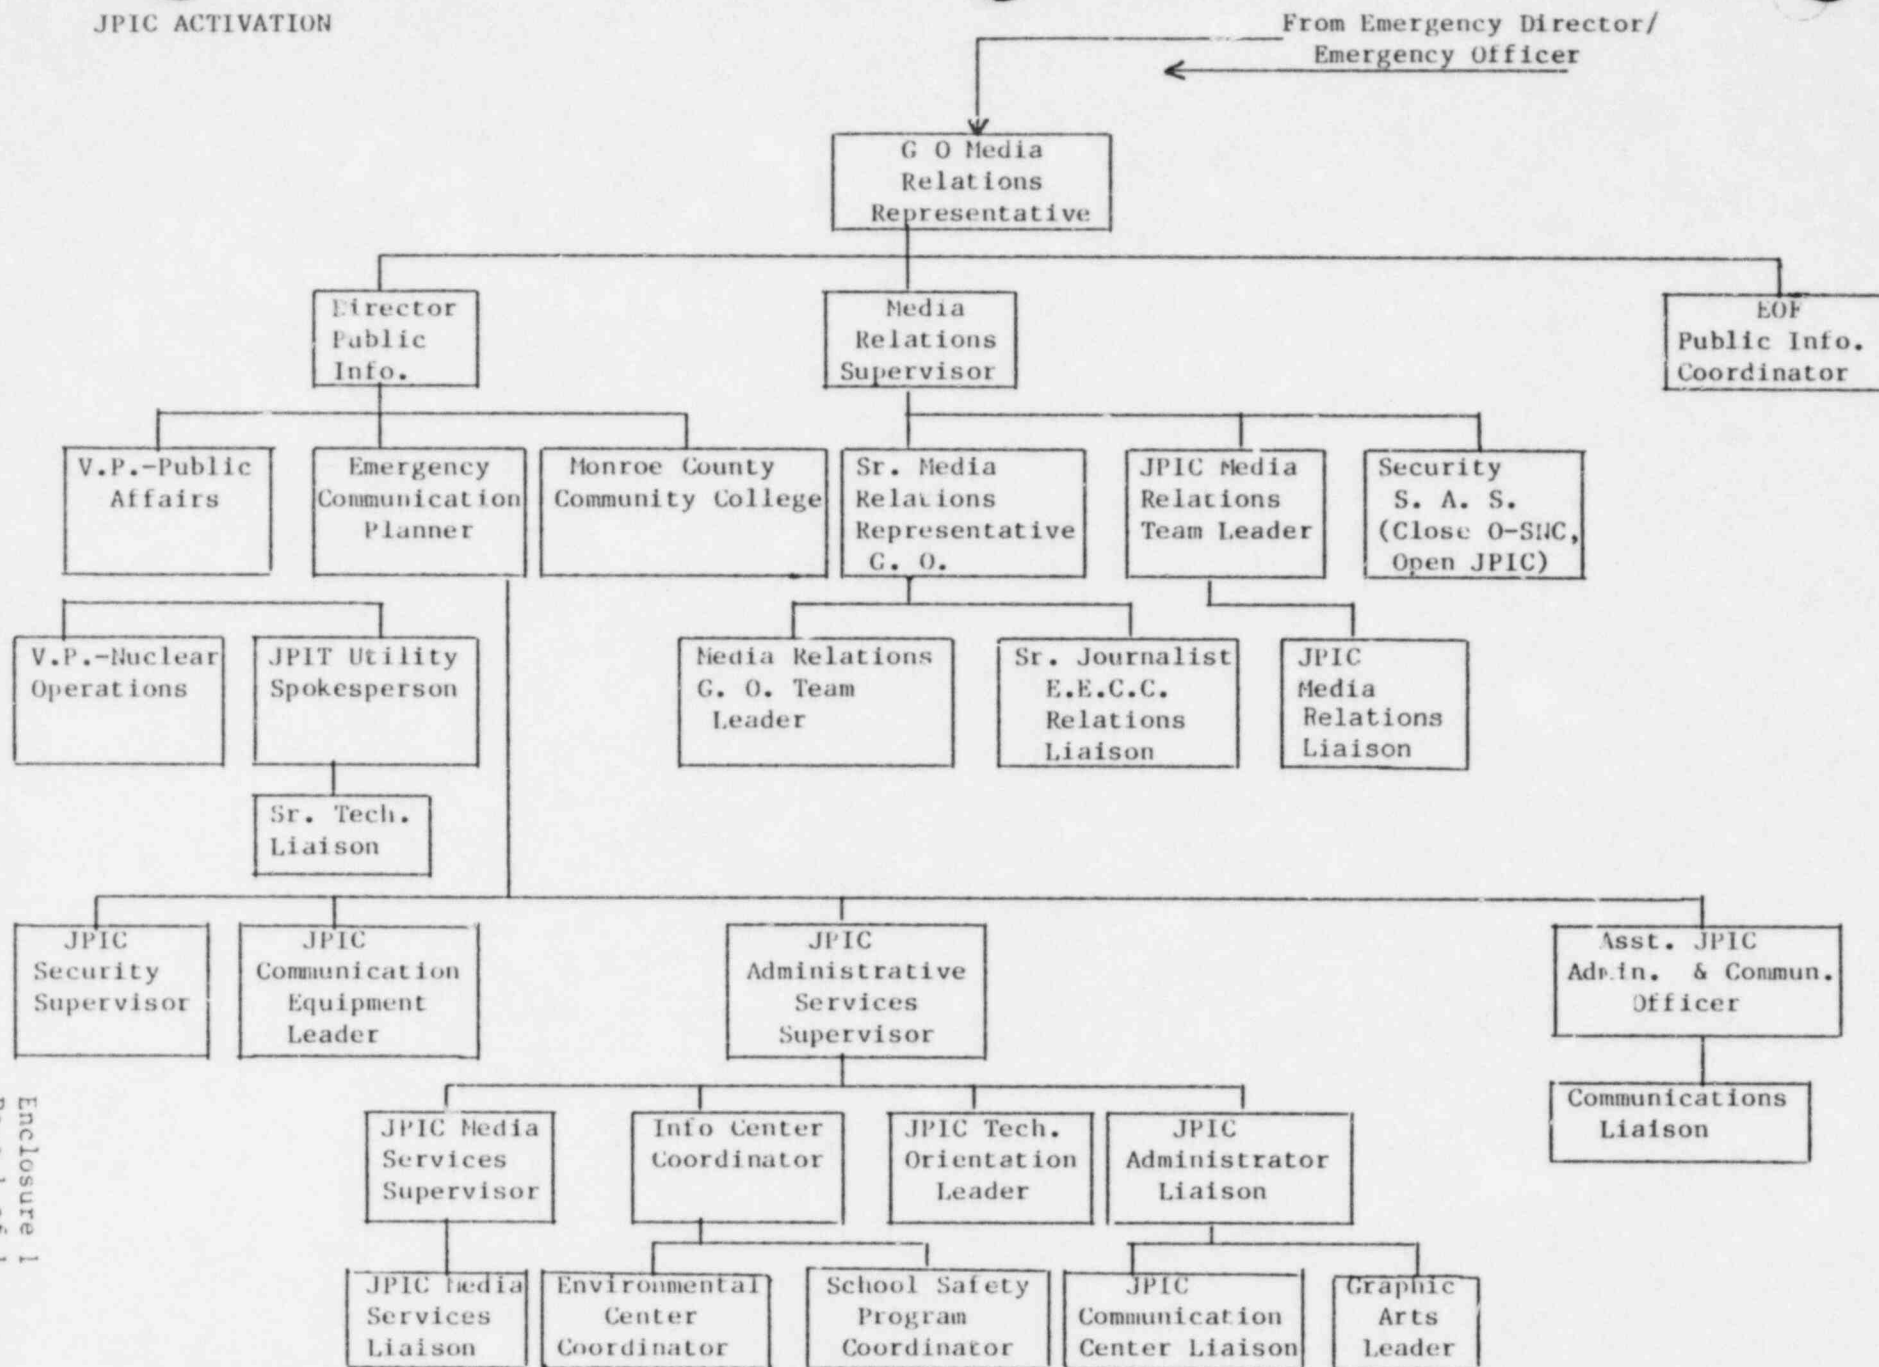 JPIC ACTIVATION
From Emergency Director/
Emergency Officer
G O Media
Relations
Representative
Director
Public
Info.
Media
Relations
Supervisor
EOF
Public Info.
Coordinator
V.P.-Public
Affairs
Emergency
Communication
Planner
Monroe County
Community College
Sr. Media
Relations
Representative
G. O.
JPIC Media
Relations
Team Leader
Security
S. A. S.
(Close O-SNC,
Open JPIC)
V.P.-Nuclear
Operations
JPIT Utility
Spokesperson
Media Relations
G. O. Team
Leader
Sr. Journalist
E.E.C.C.
Relations
Liaison
JPIC
Media
Relations
Liaison
Sr. Tech.
Liaison
JPIC
Security
Supervisor
JPIC
Communication
Equipment
Leader
JPIC
Administrative
Services
Supervisor
Asst. JPIC
Admin. & Commun.
Officer
Communications
Liaison
JPIC Media
Services
Supervisor
Info Center
Coordinator
JPIC Tech.
Orientation
Leader
JPIC
Administrator
Liaison
JPIC Media
Services
Liaison
Environmental
Center
Coordinator
School Safety
Program
Coordinator
JPIC
Communication
Center Liaison
Graphic
Arts
Leader
Enclosure 1